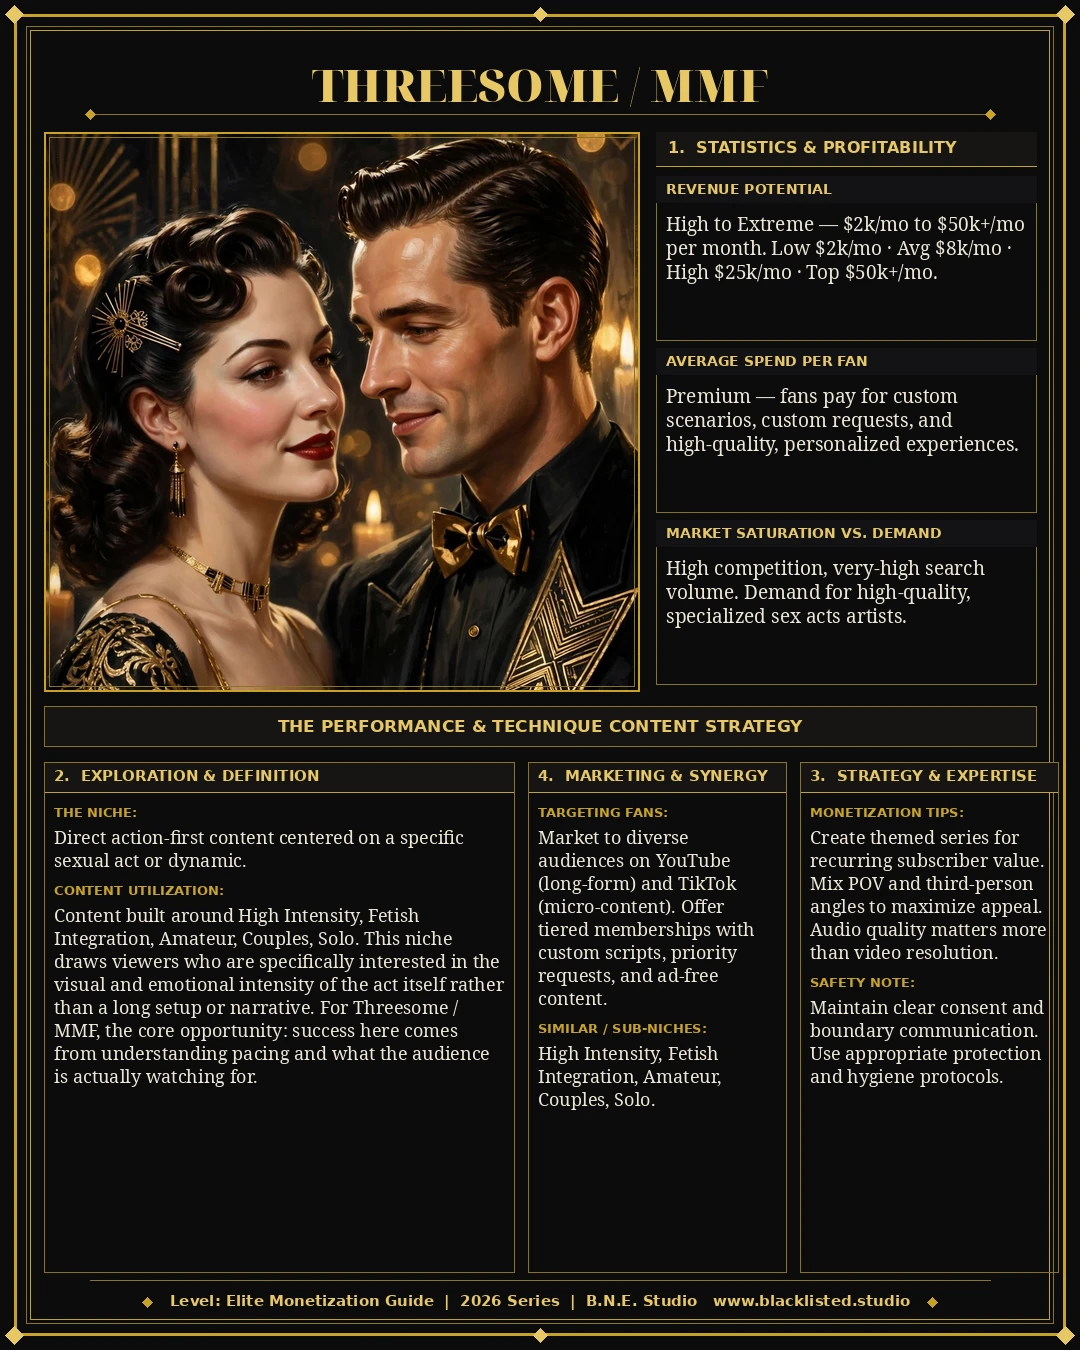 THREESOME / MMF
1. STATISTICS & PROFITABILITY
REVENUE POTENTIAL
High to Extreme — $2k/mo to $50k+/mo
per month. Low $2k/mo · Avg $8k/mo ·
High $25k/mo · Top $50k+/mo.
AVERAGE SPEND PER FAN
Premium — fans pay for custom
scenarios, custom requests, and
high-quality, personalized experiences.
MARKET SATURATION VS. DEMAND
High competition, very-high search
volume. Demand for high-quality,
specialized sex acts artists.
THE PERFORMANCE & TECHNIQUE CONTENT STRATEGY
2. EXPLORATION & DEFINITION
THE NICHE:
Direct action-first content centered on a specific
sexual act or dynamic.
CONTENT UTILIZATION:
Content built around High Intensity, Fetish
Integration, Amateur, Couples, Solo. This niche
draws viewers who are specifically interested in the
visual and emotional intensity of the act itself rather
than a long setup or narrative. For Threesome /
MMF, the core opportunity: success here comes
from understanding pacing and what the audience
is actually watching for.
4. MARKETING & SYNERGY
TARGETING FANS:
Market to diverse
audiences on YouTube
(long-form) and TikTok
(micro-content). Offer
tiered memberships with
custom scripts, priority
requests, and ad-free
content.
SIMILAR / SUB-NICHES:
High Intensity, Fetish
Integration, Amateur,
Couples, Solo.
3. STRATEGY & EXPERTISE
MONETIZATION TIPS:
Create themed series for
recurring subscriber value.
Mix POV and third-person
angles to maximize appeal.
Audio quality matters more
than video resolution.
SAFETY NOTE:
Maintain clear consent and
boundary communication.
Use appropriate protection
and hygiene protocols.
Level: Elite Monetization Guide | 2026 Series | B.N.E. Studio www.blacklisted.studio